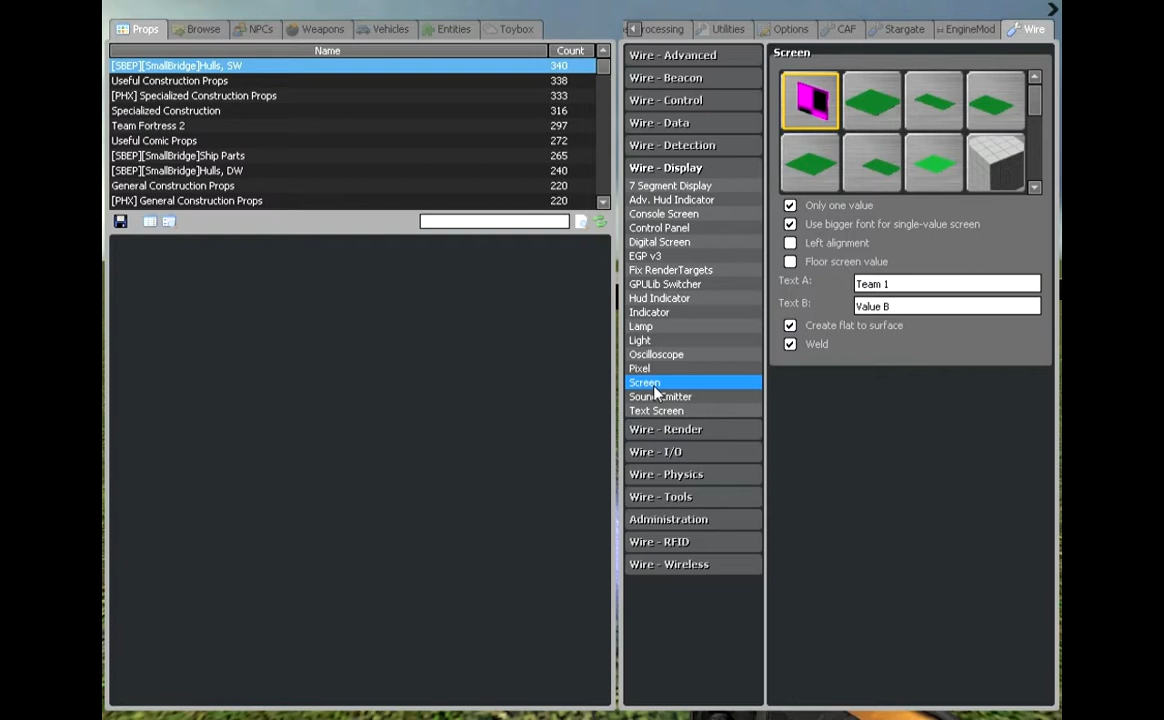 Props Browse NPCs Weapons Vehicles Entities Toybox
rocessing Utilities Options CAF Stargate EngineMod Wire
Name Count
[SBEP][SmallBridge]Hulls, SW 340
Useful Construction Props 338
[PHX] Specialized Construction Props 333
Specialized Construction 316
Team Fortress 2 297
Useful Comic Props 272
[SBEP][SmallBridge]Ship Parts 265
[SBEP][SmallBridge]Hulls, DW 240
General Construction Props 220
[PHX] General Construction Props 220
Wire - Advanced
Wire - Beacon
Wire - Control
Wire - Data
Wire - Detection
Wire - Display
7 Segment Display
Adv. Hud Indicator
Console Screen
Control Panel
Digital Screen
EGP v3
Fix RenderTargets
GPULib Switcher
Hud Indicator
Indicator
Lamp
Light
Oscilloscope
Pixel
Screen
Sound Emitter
Text Screen
Wire - Render
Wire - I/O
Wire - Physics
Wire - Tools
Administration
Wire - RFID
Wire - Wireless
Screen
Only one value
Use bigger font for single-value screen
Left alignment
Floor screen value
Text A: Team 1
Text B: Value B
Create flat to surface
Weld